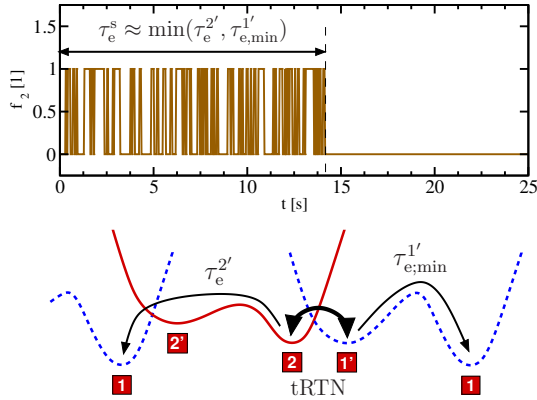 τ_e^s ≈ min(τ_e^{2'}, τ_{e,min}^{1'})
1.5
1
0.5
0
f_2 [1]
0 5 10 15 20 25
t [s]
τ_e^{2'} τ_{e;min}^{1'}
2' 2 1'
1 tRTN 1